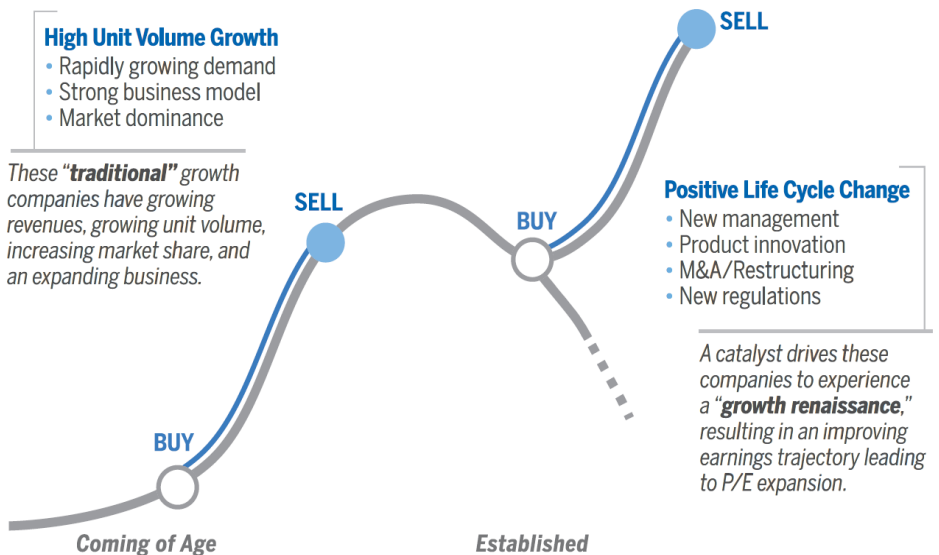 High Unit Volume Growth
• Rapidly growing demand
• Strong business model
• Market dominance
These “traditional” growth
companies have growing
revenues, growing unit volume,
increasing market share, and
an expanding business.
BUY
SELL
BUY
SELL
Positive Life Cycle Change
• New management
• Product innovation
• M&A/Restructuring
• New regulations
A catalyst drives these
companies to experience
a “growth renaissance,”
resulting in an improving
earnings trajectory leading
to P/E expansion.
Coming of Age
Established